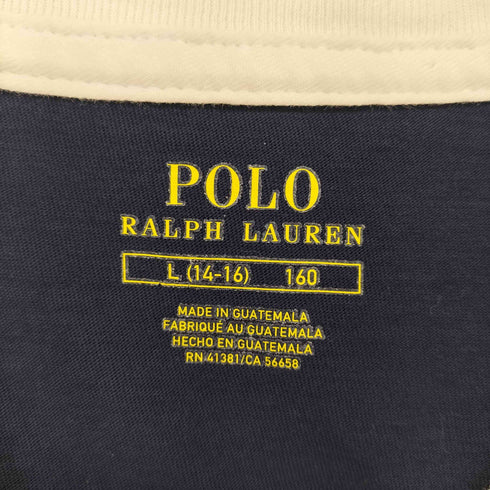 POLO
RALPH LAUREN
L (14-16) 160
MADE IN GUATEMALA
FABRIQUÉ AU GUATEMALA
HECHO EN GUATEMALA
RN 41381/CA 56658